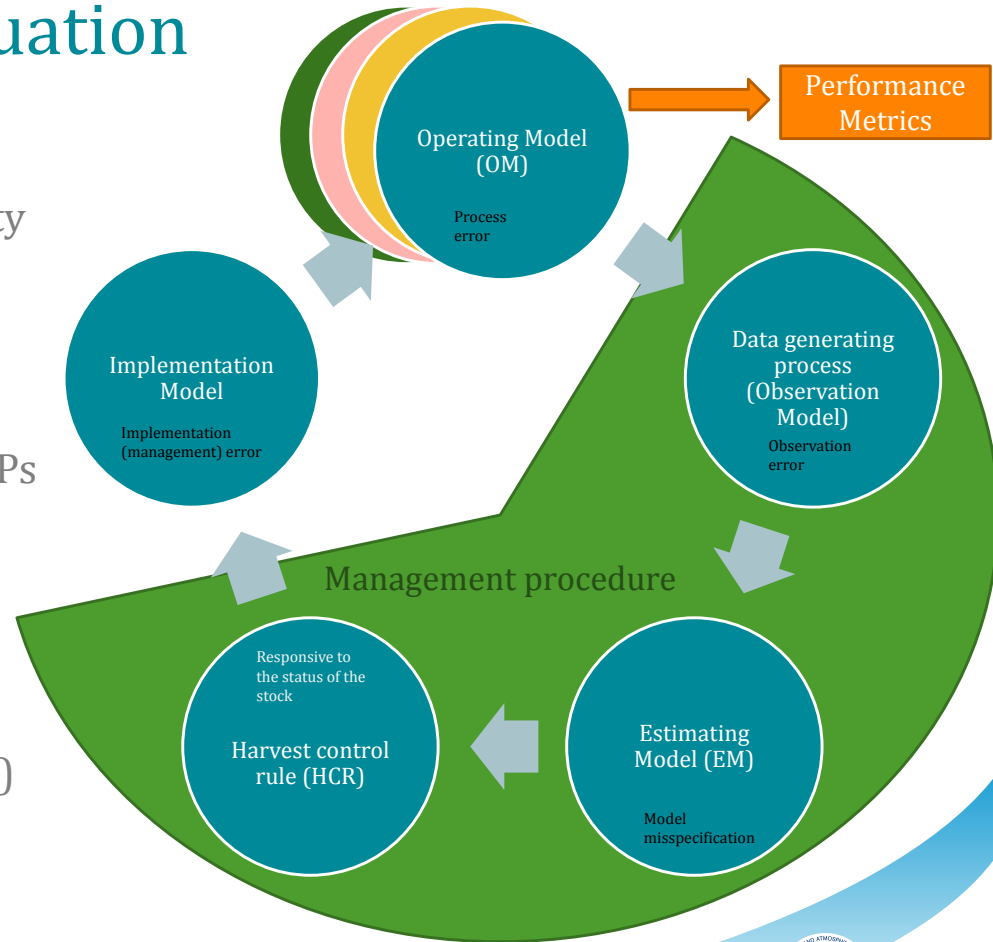 uation
Performance
Metrics
Operating Model
(OM)
Process
error
ty
Data generating
process
(Observation
Model)
Observation
error
Implementation
Model
Implementation
(management) error
Ps
Management procedure
Responsive to
the status of the
stock
Harvest control
rule (HCR)
Estimating
Model (EM)
Model
misspecification
)